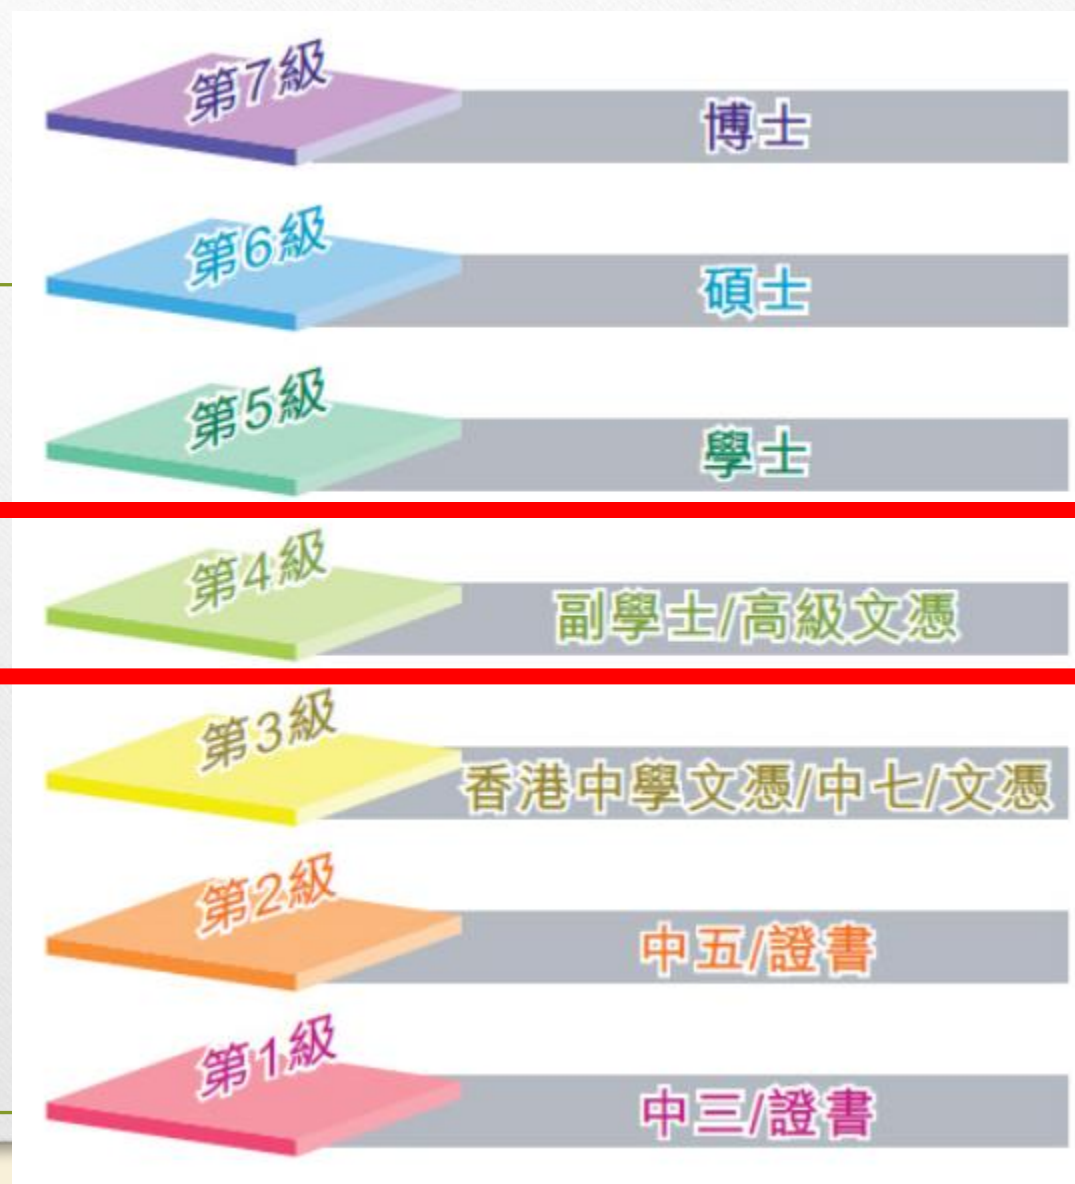 第7級
博士
第6級
碩士
第5級
學士
第4級
副學士/高級文憑
第3級
香港中學文憑/中七/文憑
第2級
中五/證書
第1級
中三/證書